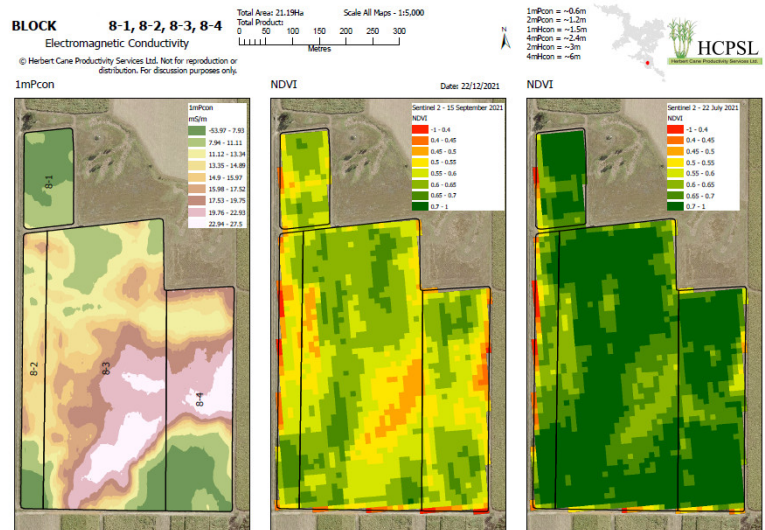 BLOCK 8-1, 8-2, 8-3, 8-4
Electromagnetic Conductivity
© Herbert Cane Productivity Services Ltd. Not for reproduction or
distribution. For discussion purposes only.
Total Area: 21.19Ha Scale All Maps - 1:5,000
Total Product:
0 50 100 150 200 250 300
Metres
N
1mPcon = ~0.6m
2mPcon = ~1.2m
1mHcon = ~1.5m
4mPcon = ~2.4m
2mHcon = ~3m
4mHcon = ~6m
HCPSL
Herbert Cane Productivity Services Ltd.
1mPcon
1mPcon
mS/m
-53.97 - 7.93
7.94 - 11.11
11.12 - 13.34
13.35 - 14.89
14.9 - 15.97
15.98 - 17.52
17.53 - 19.75
19.76 - 22.93
22.94 - 27.5
8-1
8-2
8-3
8-4
NDVI Date: 22/12/2021
Sentinel 2 - 15 September 2021
NDVI
-1 - 0.4
0.4 - 0.45
0.45 - 0.5
0.5 - 0.55
0.55 - 0.6
0.6 - 0.65
0.65 - 0.7
0.7 - 1
NDVI
Sentinel 2 - 22 July 2021
NDVI
-1 - 0.4
0.4 - 0.45
0.45 - 0.5
0.5 - 0.55
0.55 - 0.6
0.6 - 0.65
0.65 - 0.7
0.7 - 1